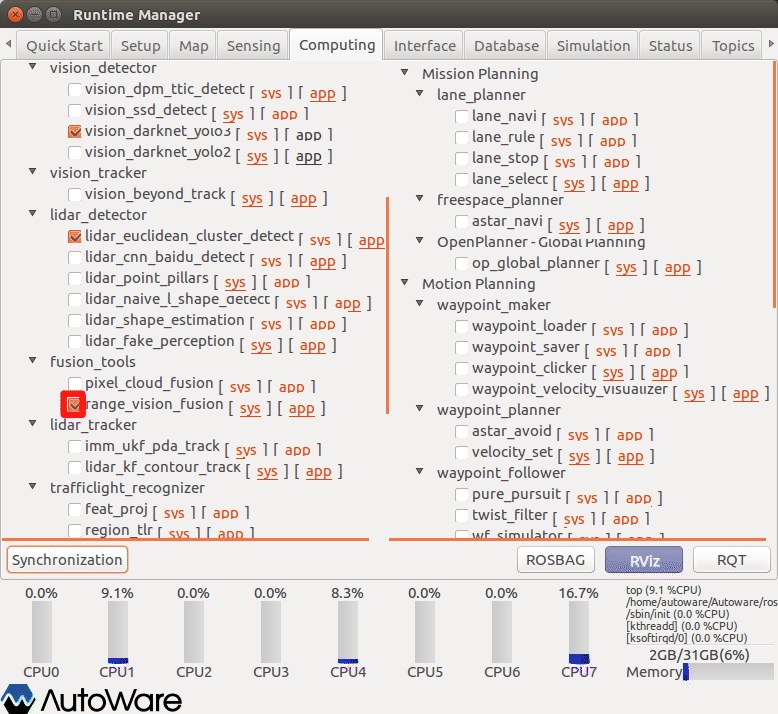 Runtime Manager
Quick Start Setup Map Sensing Computing Interface Database Simulation Status Topics
vision_detector
vision_dpm_ttic_detect [ sys ] [ app ]
vision_ssd_detect [ sys ] [ app ]
vision_darknet_yolo3 [ sys ] [ app ]
vision_darknet_yolo2 [ sys ] [ app ]
vision_tracker
vision_beyond_track [ sys ] [ app ]
lidar_detector
lidar_euclidean_cluster_detect [ sys ] [ app
lidar_cnn_baidu_detect [ sys ] [ app ]
lidar_point_pillars [ sys ] [ app ]
lidar_naive_l_shape_detect [ sys ] [ app ]
lidar_shape_estimation [ sys ] [ app ]
lidar_fake_perception [ sys ] [ app ]
fusion_tools
pixel_cloud_fusion [ sys ] [ app ]
range_vision_fusion [ sys ] [ app ]
lidar_tracker
imm_ukf_pda_track [ sys ] [ app ]
lidar_kf_contour_track [ sys ] [ app ]
trafficlight_recognizer
feat_proj [ sys ] [ app ]
region_tlr [ sys ] [ app ]
Mission Planning
lane_planner
lane_navi [ sys ] [ app ]
lane_rule [ sys ] [ app ]
lane_stop [ sys ] [ app ]
lane_select [ sys ] [ app ]
freespace_planner
astar_navi [ sys ] [ app ]
OpenPlanner - Global Planning
op_global_planner [ sys ] [ app ]
Motion Planning
waypoint_maker
waypoint_loader [ sys ] [ app ]
waypoint_saver [ sys ] [ app ]
waypoint_clicker [ sys ] [ app ]
waypoint_velocity_visualizer [ sys ] [ app ]
waypoint_planner
astar_avoid [ sys ] [ app ]
velocity_set [ sys ] [ app ]
waypoint_follower
pure_pursuit [ sys ] [ app ]
twist_filter [ sys ] [ app ]
wf_simulator [ sys ] [ app ]
Synchronization ROSBAG RViz RQT
0.0% 9.1% 0.0% 0.0% 8.3% 0.0% 0.0% 16.7%
CPU0 CPU1 CPU2 CPU3 CPU4 CPU5 CPU6 CPU7
top (9.1 %CPU)
/home/autoware/Autoware/ros
/sbin/init (0.0 %CPU)
[kthreadd] (0.0 %CPU)
[ksoftirqd/0] (0.0 %CPU)
2GB/31GB(6%)
Memory
AutoWare